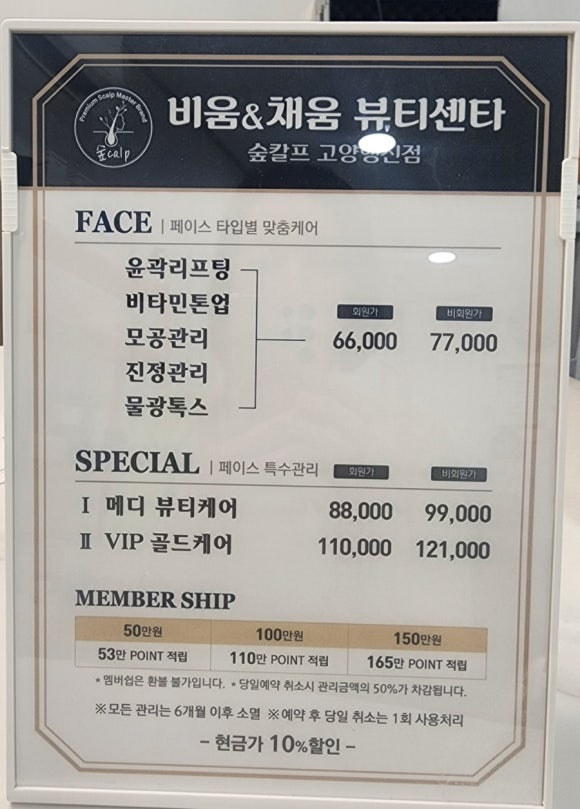 Premium Scalp Master Brand
숲calp
비움&채움 뷰티센타
숲칼프 고양행신점
FACE | 페이스 타입별 맞춤케어
윤곽리프팅
비타민톤업
모공관리
진정관리
물광톡스
회원가 비회원가
66,000 77,000
SPECIAL | 페이스 특수관리 회원가 비회원가
Ⅰ 메디 뷰티케어 88,000 99,000
Ⅱ VIP 골드케어 110,000 121,000
MEMBER SHIP
50만원 100만원 150만원
53만 POINT 적립 110만 POINT 적립 165만 POINT 적립
* 멤버쉽은 환불 불가입니다. * 당일예약 취소시 관리금액의 50%가 차감됩니다.
※모든 관리는 6개월 이후 소멸 ※예약 후 당일 취소는 1회 사용처리
– 현금가 10%할인 –